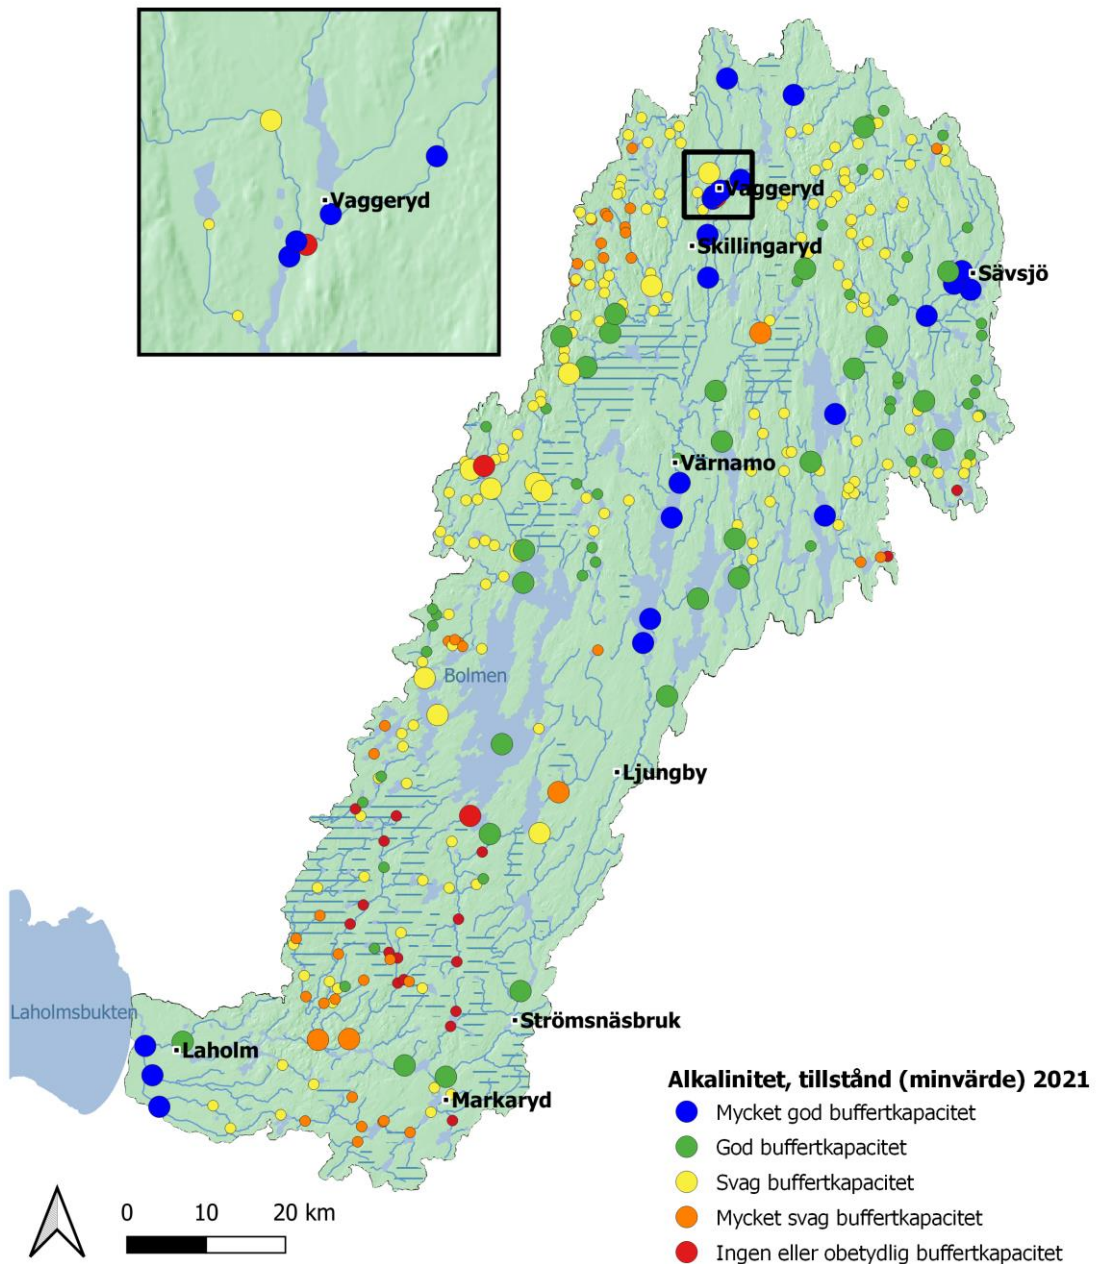 Vaggeryd
Vaggeryd
Skillingaryd
Sävsjö
Värnamo
Bolmen
Ljungby
Laholmsbukten
Strömsnäsbruk
Laholm
Markaryd
Alkalinitet, tillstånd (minvärde) 2021
Mycket god buffertkapacitet
God buffertkapacitet
Svag buffertkapacitet
Mycket svag buffertkapacitet
Ingen eller obetydlig buffertkapacitet
0 10 20 km